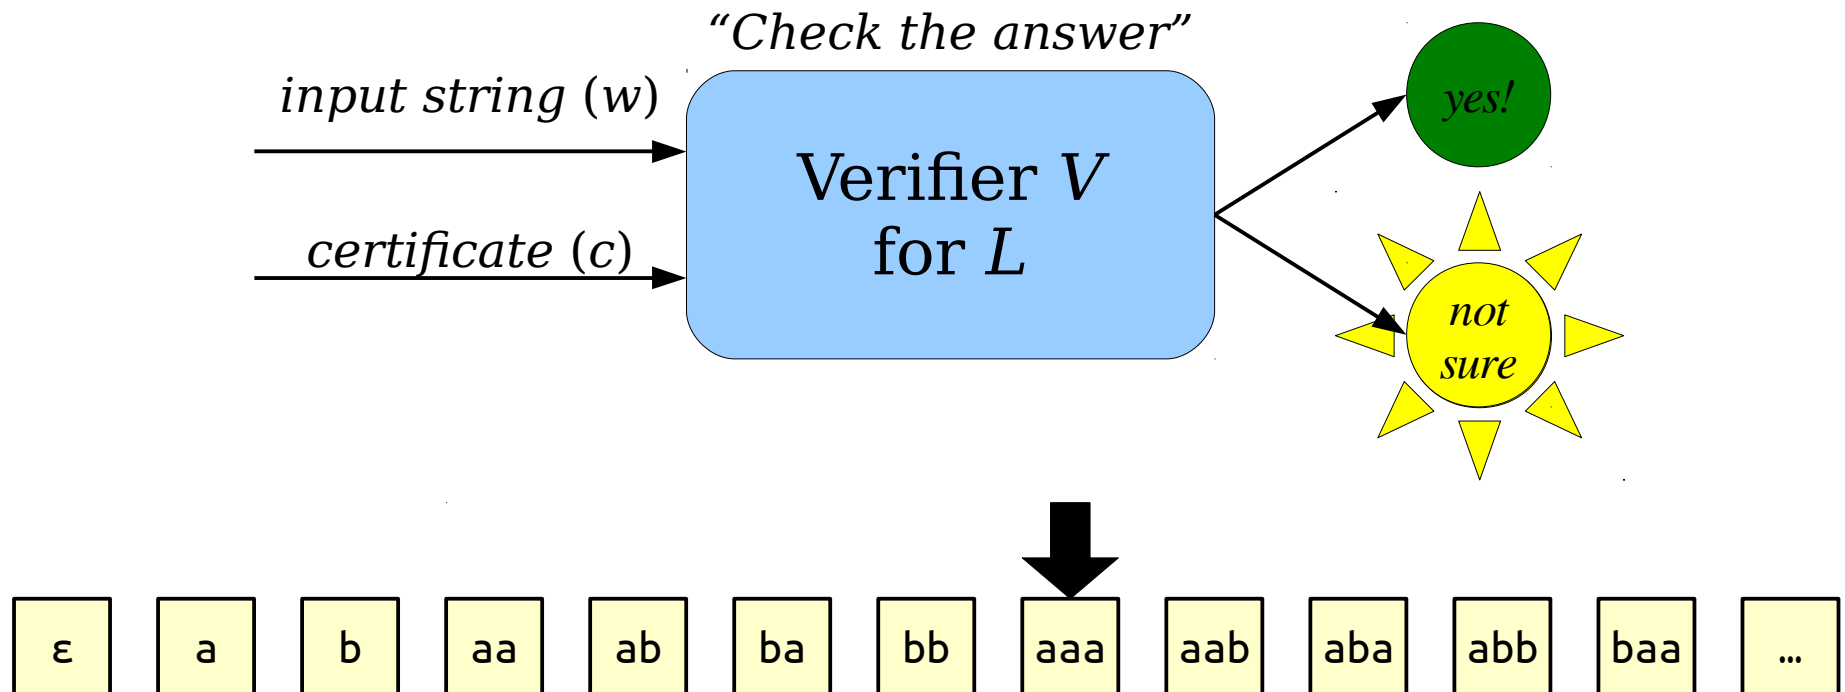 “Check the answer”
input string (w)
certificate (c)
Verifier V
for L
yes!
not
sure
ε a b aa ab ba bb aaa aab aba abb baa …